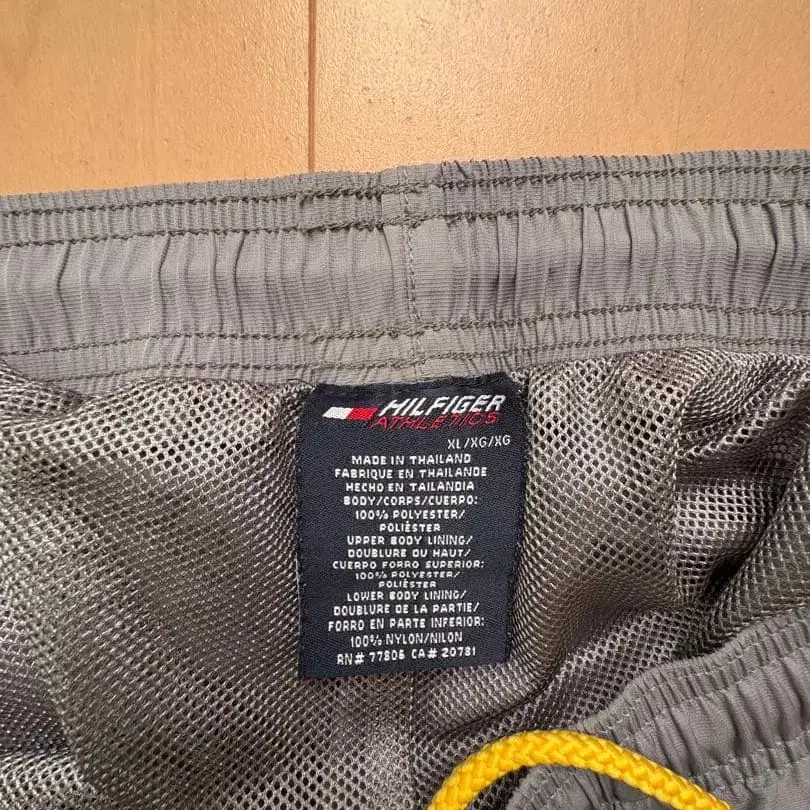 HILFIGER
ATHLETICS
XL/XG/XG
MADE IN THAILAND
FABRIQUE EN THAILANDE
HECHO EN TAILANDIA
BODY/CORPS/CUERPO:
100% POLYESTER/
POLIÉSTER
UPPER BODY LINING/
DOUBLURE DU HAUT/
CUERPO FORRO SUPERIOR:
100% POLYESTER/
POLIÉSTER
LOWER BODY LINING/
DOUBLURE DE LA PARTIE/
FORRO EN PARTE INFERIOR:
100% NYLON/NILON
RN# 77806 CA# 20781